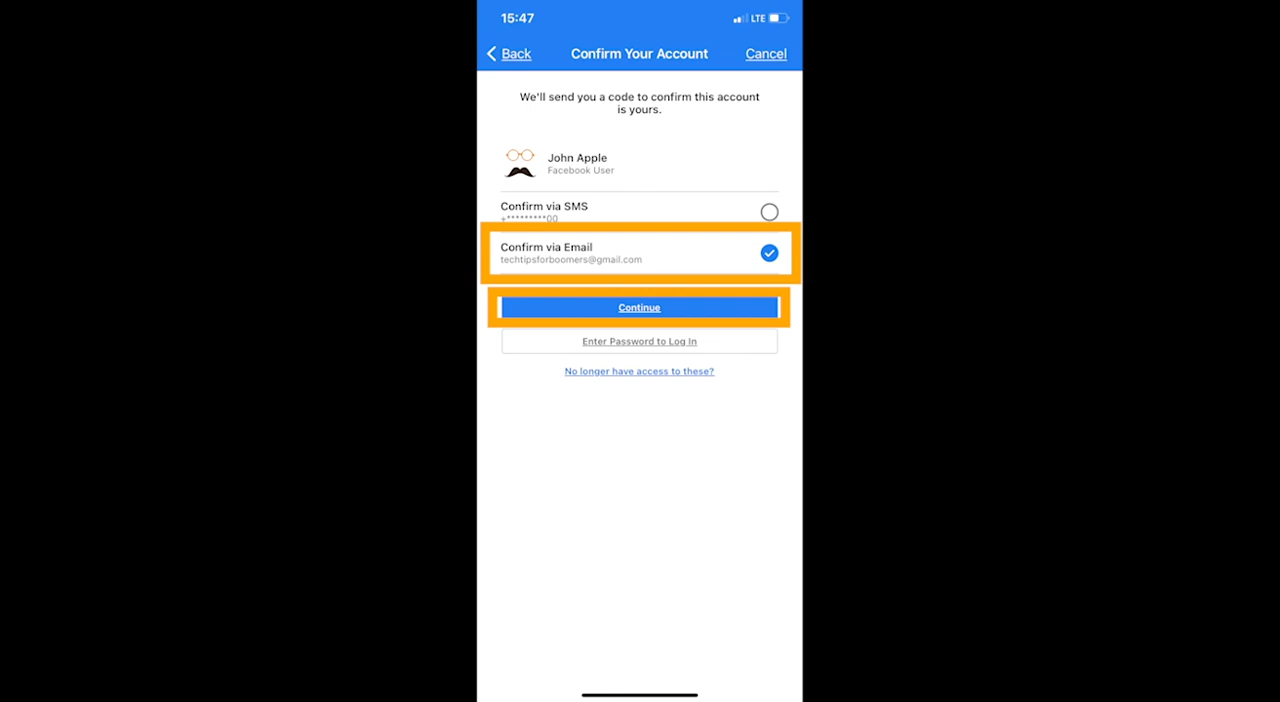 15:47
LTE
Back
Confirm Your Account
Cancel
We'll send you a code to confirm this account
is yours.
John Apple
Facebook User
Confirm via SMS
+*********00
Confirm via Email
techtipsforboomers@gmail.com
Continue
Enter Password to Log In
No longer have access to these?